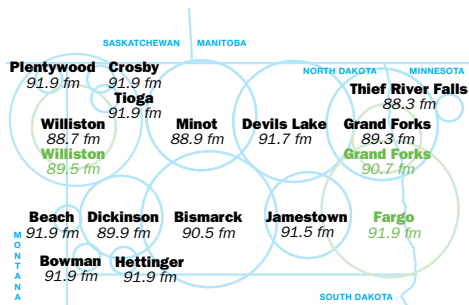 SASKATCHEWAN MANITOBA
NORTH DAKOTA MINNESOTA
Plentywood
91.9 fm
Crosby
91.9 fm
Tioga
91.9 fm
Thief River Falls
88.3 fm
Williston
88.7 fm
Williston
89.5 fm
Minot
88.9 fm
Devils Lake
91.7 fm
Grand Forks
89.3 fm
Grand Forks
90.7 fm
Beach
91.9 fm
Dickinson
89.9 fm
Bismarck
90.5 fm
Jamestown
91.5 fm
Fargo
91.9 fm
MONTANA
Bowman
91.9 fm
Hettinger
91.9 fm
SOUTH DAKOTA